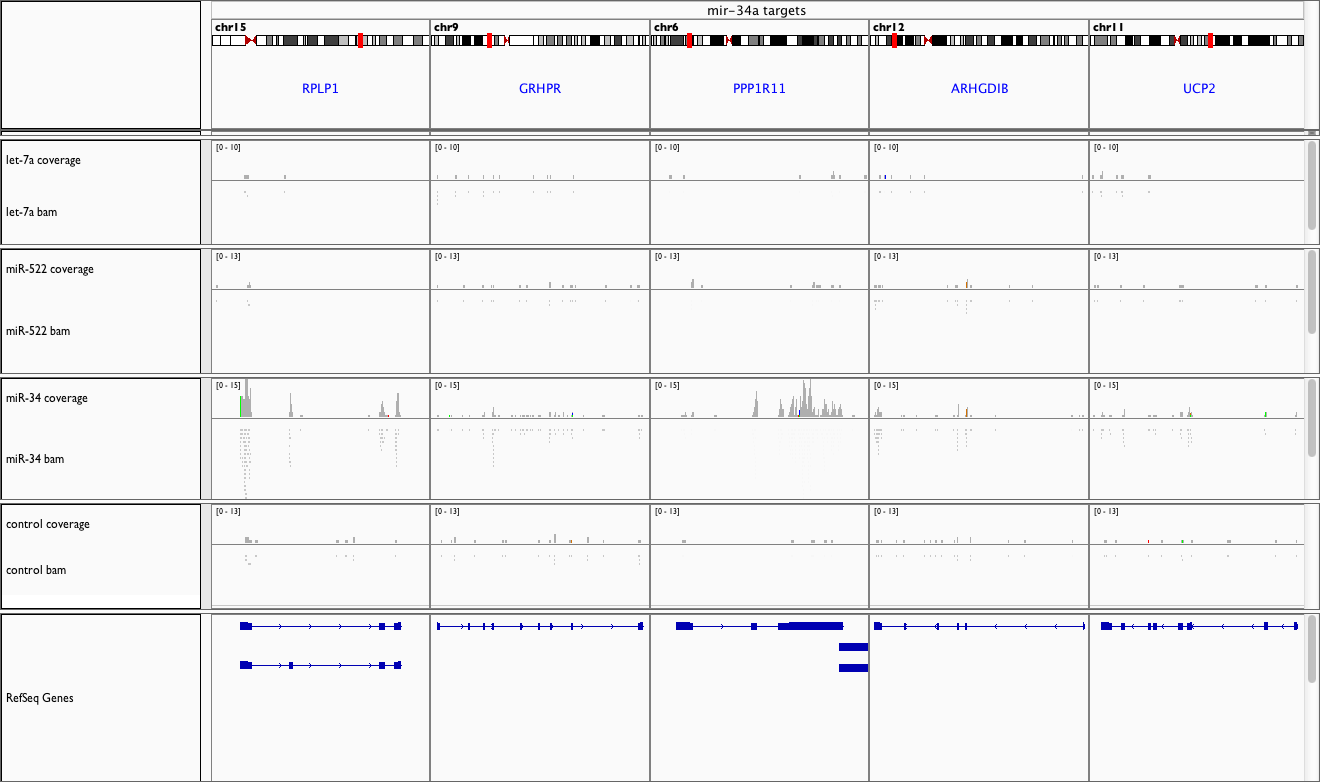 mir-34a targets
chr15 chr9 chr6 chr12 chr11
RPLP1 GRHPR PPP1R11 ARHGDIB UCP2
[0 - 10] [0 - 10] [0 - 10] [0 - 10] [0 - 10]
let-7a coverage
let-7a bam
[0 - 13] [0 - 13] [0 - 13] [0 - 13] [0 - 13]
miR-522 coverage
miR-522 bam
[0 - 15] [0 - 15] [0 - 15] [0 - 15] [0 - 15]
miR-34 coverage
miR-34 bam
[0 - 13] [0 - 13] [0 - 13] [0 - 13] [0 - 13]
control coverage
control bam
RefSeq Genes